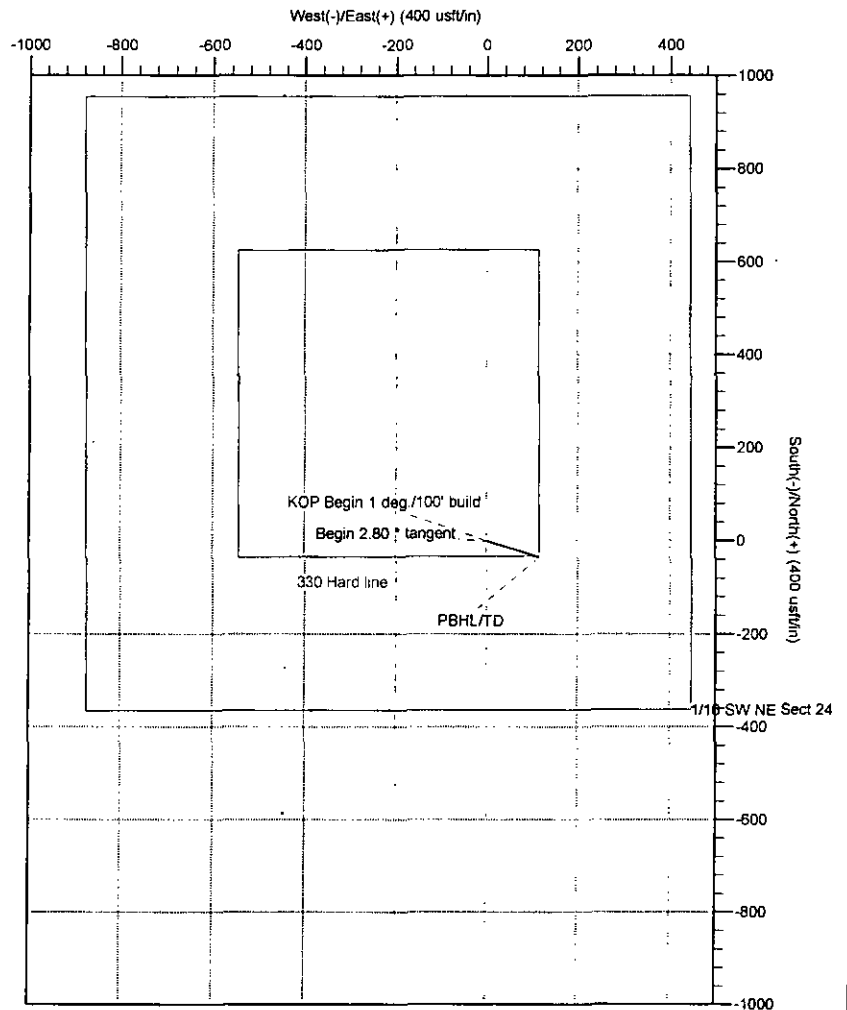 West(-)/East(+) (400 usft/in)
-1000 -800 -600 -400 -200 0 200 400
1000
800
600
400
200
0
-200
-400
-600
-800
-1000
South(-)/North(+) (400 usft/in)
KOP Begin 1 deg./100' build
Begin 2.80 ° tangent
330 Hard line
PBHL/TD
1/16 SW NE Sect 24